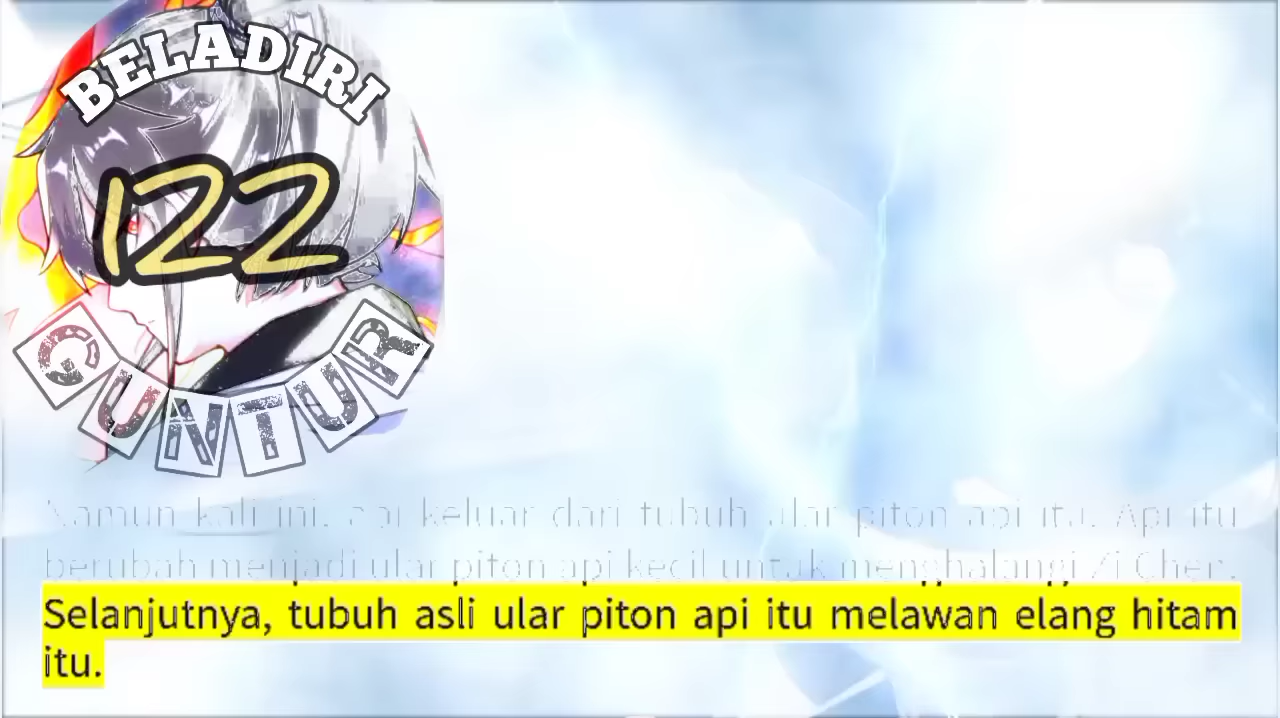 BELADIRI
122
GUNTUR
Namun kali ini, api keluar dari tubuh ular piton api itu. Api itu
berubah menjadi ular piton api kecil untuk menghalangi Zi Chen.
Selanjutnya, tubuh asli ular piton api itu melawan elang hitam
itu.